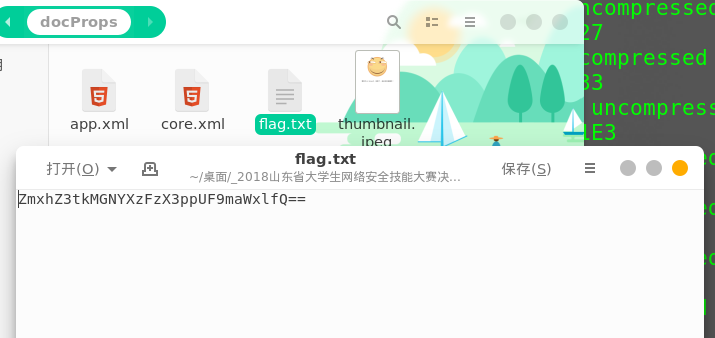 docProps
app.xml
core.xml
flag.txt
thumbnail.
jpeg
ncompressed
27
compressed
33
uncompress
1E3
打开(O)
flag.txt
~/桌面/_2018山东省大学生网络安全技能大赛决…
保存(S)
ZmxhZ3tkMGNYXzFzX3ppUF9maWxlfQ==